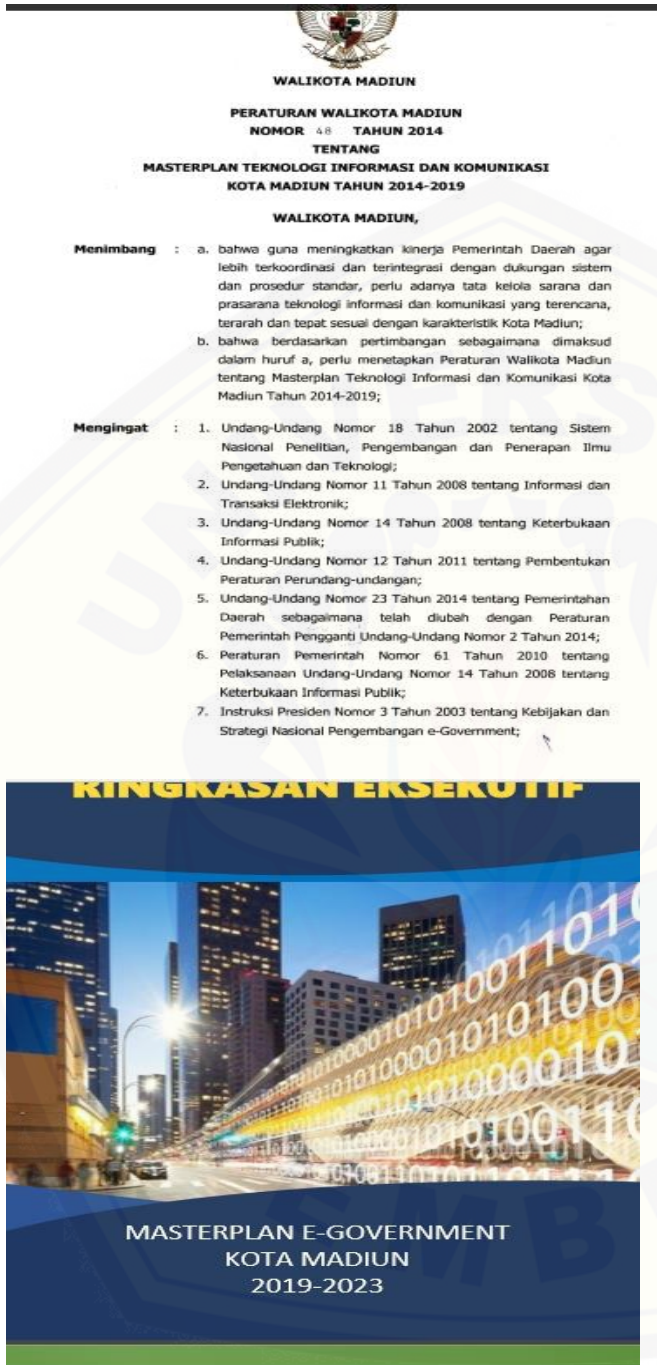 WALIKOTA MADIUN
PERATURAN WALIKOTA MADIUN
NOMOR 48 TAHUN 2014
TENTANG
MASTERPLAN TEKNOLOGI INFORMASI DAN KOMUNIKASI
KOTA MADIUN TAHUN 2014-2019
WALIKOTA MADIUN,
Menimbang : a. bahwa guna meningkatkan kinerja Pemerintah Daerah agar
lebih terkoordinasi dan terintegrasi dengan dukungan sistem
dan prosedur standar, perlu adanya tata kelola sarana dan
prasarana teknologi informasi dan komunikasi yang terencana,
terarah dan tepat sesuai dengan karakteristik Kota Madiun;
b. bahwa berdasarkan pertimbangan sebagaimana dimaksud
dalam huruf a, perlu menetapkan Peraturan Walikota Madiun
tentang Masterplan Teknologi Informasi dan Komunikasi Kota
Madiun Tahun 2014-2019;
Mengingat : 1. Undang-Undang Nomor 18 Tahun 2002 tentang Sistem
Nasional Penelitian, Pengembangan dan Penerapan Ilmu
Pengetahuan dan Teknologi;
2. Undang-Undang Nomor 11 Tahun 2008 tentang Informasi dan
Transaksi Elektronik;
3. Undang-Undang Nomor 14 Tahun 2008 tentang Keterbukaan
Informasi Publik;
4. Undang-Undang Nomor 12 Tahun 2011 tentang Pembentukan
Peraturan Perundang-undangan;
5. Undang-Undang Nomor 23 Tahun 2014 tentang Pemerintahan
Daerah sebagaimana telah diubah dengan Peraturan
Pemerintah Pengganti Undang-Undang Nomor 2 Tahun 2014;
6. Peraturan Pemerintah Nomor 61 Tahun 2010 tentang
Pelaksanaan Undang-Undang Nomor 14 Tahun 2008 tentang
Keterbukaan Informasi Publik;
7. Instruksi Presiden Nomor 3 Tahun 2003 tentang Kebijakan dan
Strategi Nasional Pengembangan e-Government;
RINGKASAN EKSEKUTIF
MASTERPLAN E-GOVERNMENT
KOTA MADIUN
2019-2023